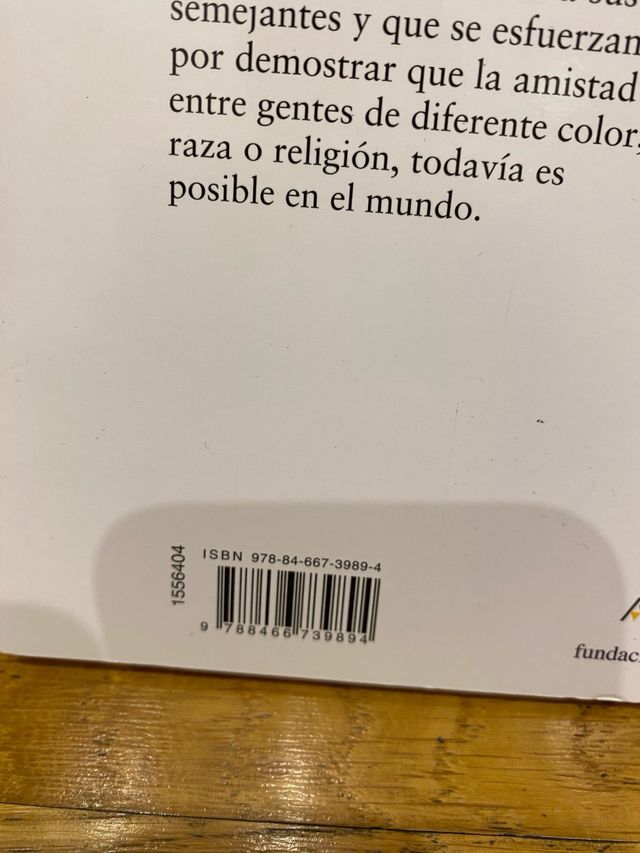 semejantes y que se esfuerzan
por demostrar que la amistad
entre gentes de diferente color,
raza o religión, todavía es
posible en el mundo.
1556404
ISBN 978-84-667-3989-4
9 788466 739894